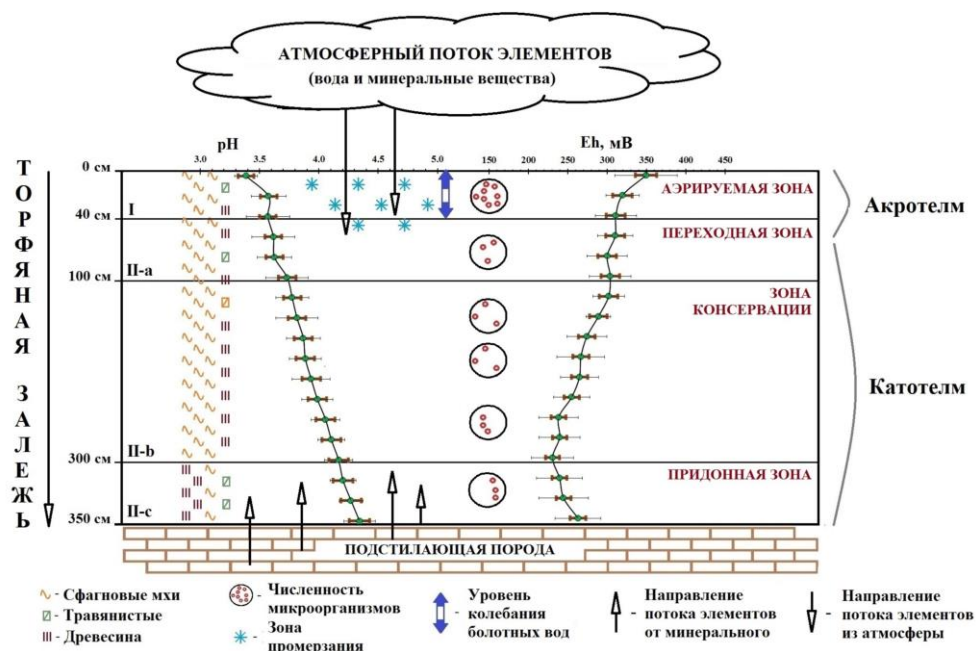 АТМОСФЕРНЫЙ ПОТОК ЭЛЕМЕНТОВ
(вода и минеральные вещества)
pH
Eh, мВ
3.0 3.5 4.0 4.5 5.0 150 200 250 300 350 400 450
ТОРФЯНАЯ ЗАЛЕЖЬ
0 см
АЭРИРУЕМАЯ ЗОНА
I
40 см
Акротелм
ПЕРЕХОДНАЯ ЗОНА
II-a
100 см
ЗОНА
КОНСЕРВАЦИИ
Катотелм
II-b
300 см
ПРИДОННАЯ ЗОНА
II-c
350 см
ПОДСТИЛАЮЩАЯ ПОРОДА
- Сфагновые мхи
- Травянистые
- Древесина
- Численность
микроорганизмов
- Зона
промерзания
- Уровень
колебания
болотных вод
- Направление
потока элементов
от минерального
- Направление
потока элементов
из атмосферы